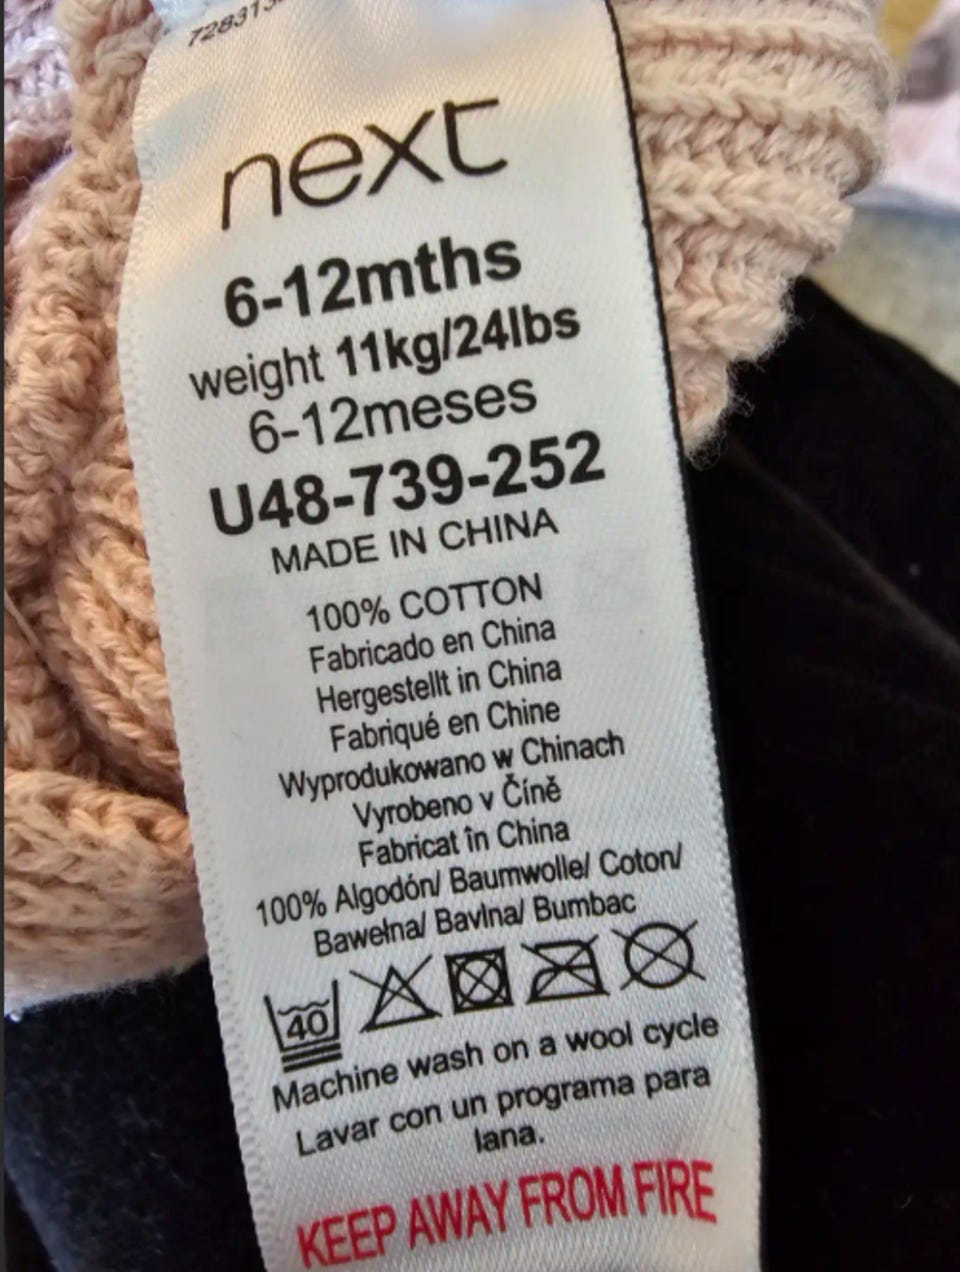 next
6-12mths
weight 11kg/24lbs
6-12meses
U48-739-252
MADE IN CHINA
100% COTTON
Fabricado en China
Hergestellt in China
Fabriqué en Chine
Wyprodukowano w Chinach
Vyrobeno v Číně
Fabricat în China
100% Algodón/ Baumwolle/ Coton/
Bawełna/ Bavlna/ Bumbac
40
Machine wash on a wool cycle
Lavar con un programa para
lana.
KEEP AWAY FROM FIRE